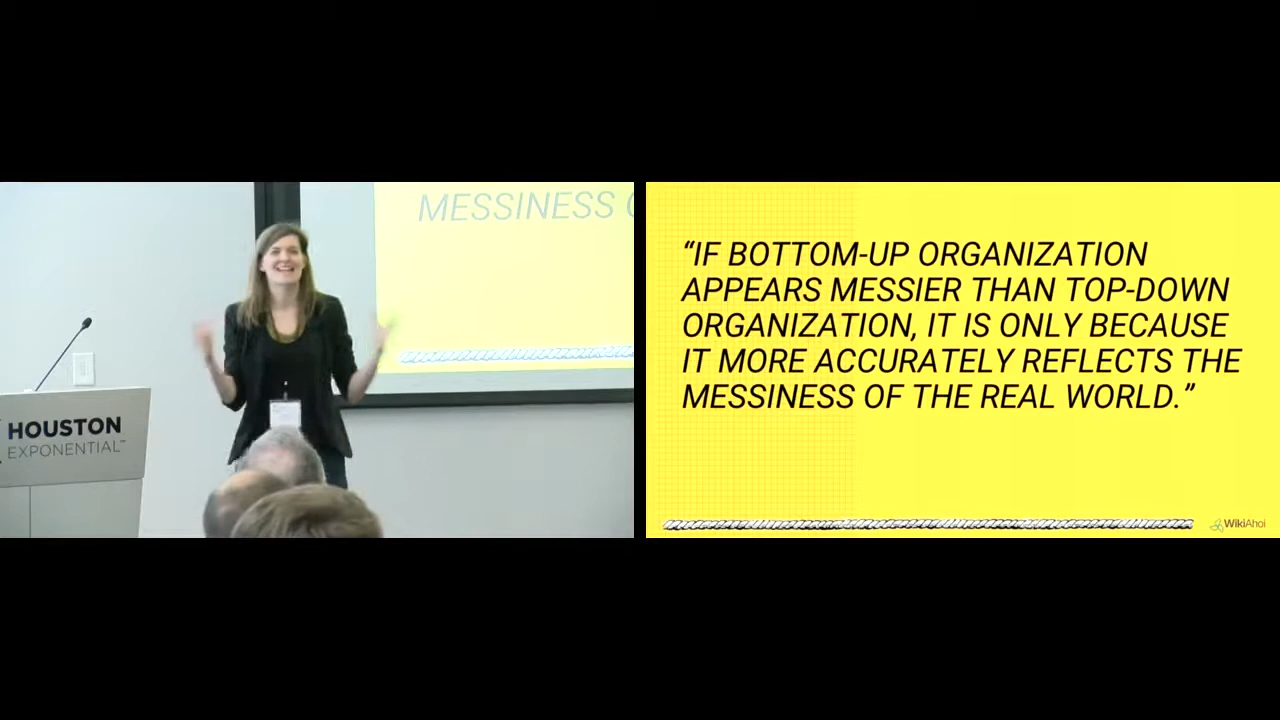 MESSINESS
HOUSTON
EXPONENTIAL™
“IF BOTTOM-UP ORGANIZATION
APPEARS MESSIER THAN TOP-DOWN
ORGANIZATION, IT IS ONLY BECAUSE
IT MORE ACCURATELY REFLECTS THE
MESSINESS OF THE REAL WORLD.”
WikiAhoi